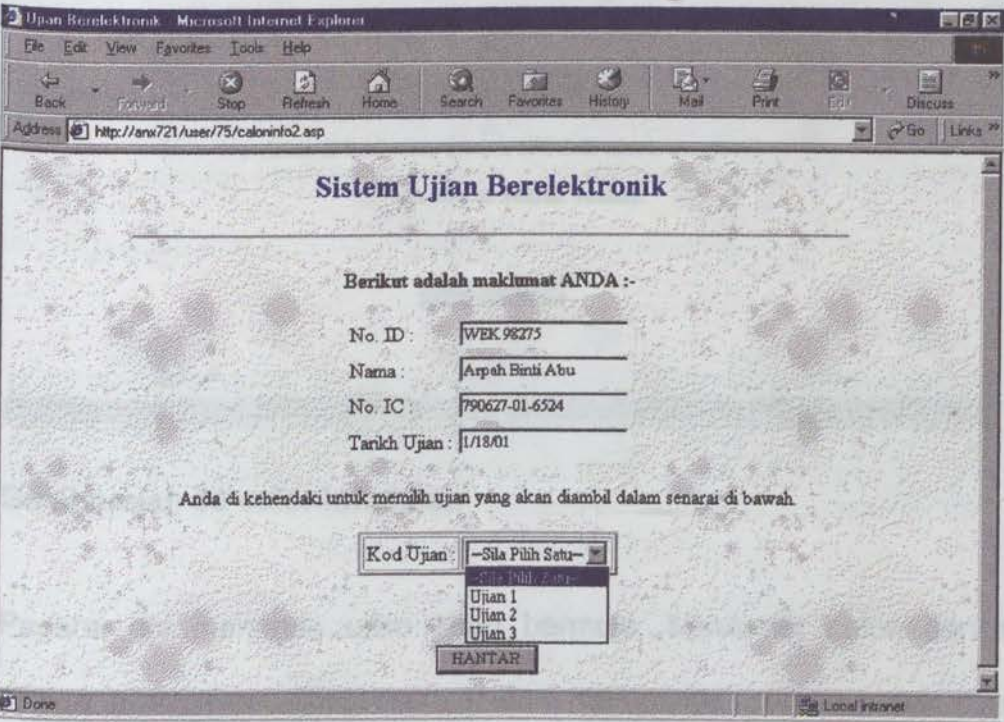 Ujian Berelektronik - Microsoft Internet Explorer
File Edit View Favorites Tools Help
Back Forward Stop Refresh Home Search Favorites History Mail Print Edit Discuss
Address http://anx721/user/75/caloninfo2.asp Go Links
Sistem Ujian Berelektronik
Berikut adalah maklumat ANDA :-
No. ID : WEK 98275
Nama : Arpah Binti Abu
No. IC : 790627-01-6524
Tarikh Ujian : 1/18/01
Anda di kehendaki untuk memilih ujian yang akan diambil dalam senarai di bawah.
Kod Ujian : --Sila Pilih Satu--
--Sila Pilih Satu--
Ujian 1
Ujian 2
Ujian 3
HANTAR
Done Local intranet